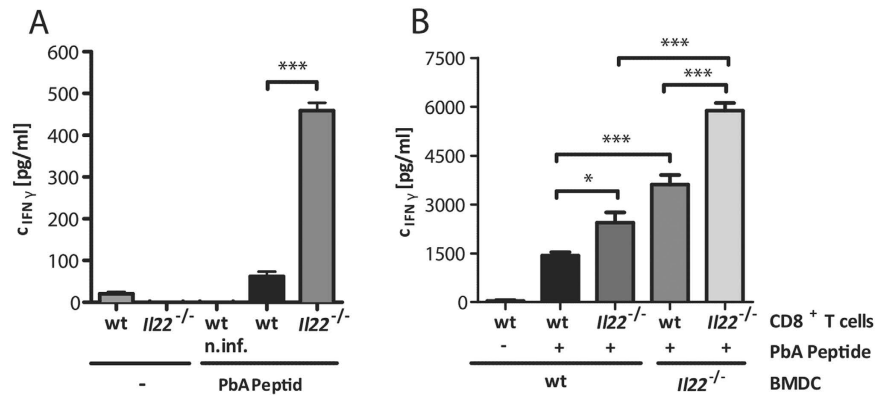 A
600
500
400
300
200
100
0
c IFN γ [pg/ml]
***
wt Il22 -/- wt wt Il22 -/-
n.inf.
- PbA Peptid
B
7500
6000
4500
3000
1500
0
c IFN γ [pg/ml]
***
***
***
*
wt wt Il22 -/- wt Il22 -/- CD8 + T cells
- + + + + PbA Peptide
wt Il22 -/- BMDC